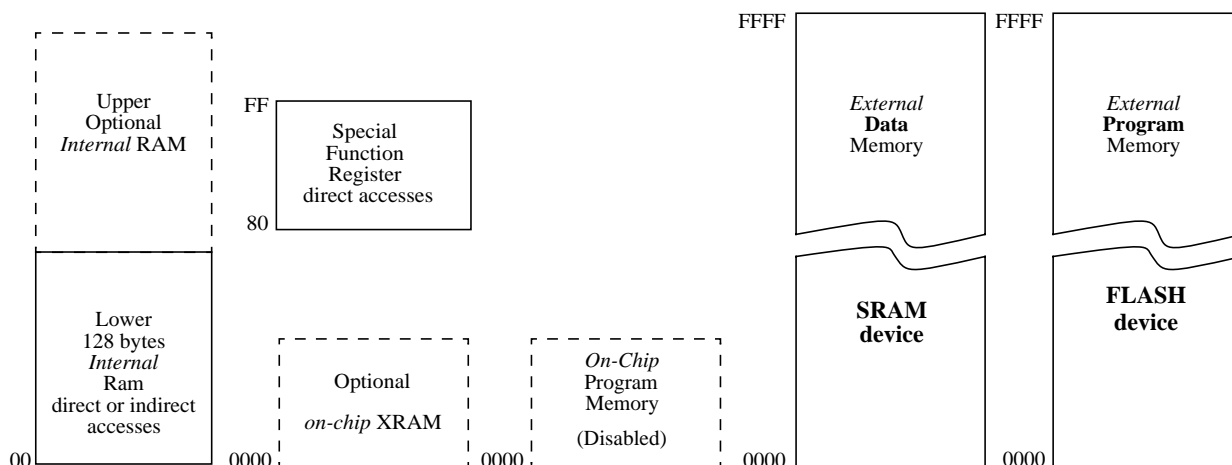 Upper
Optional
Internal RAM
Lower
128 bytes
Internal
Ram
direct or indirect
accesses
00
FF
Special
Function
Register
direct accesses
80
Optional
on-chip XRAM
0000
On-Chip
Program
Memory
(Disabled)
0000
FFFF
External
Data
Memory
SRAM
device
0000
FFFF
External
Program
Memory
FLASH
device
0000